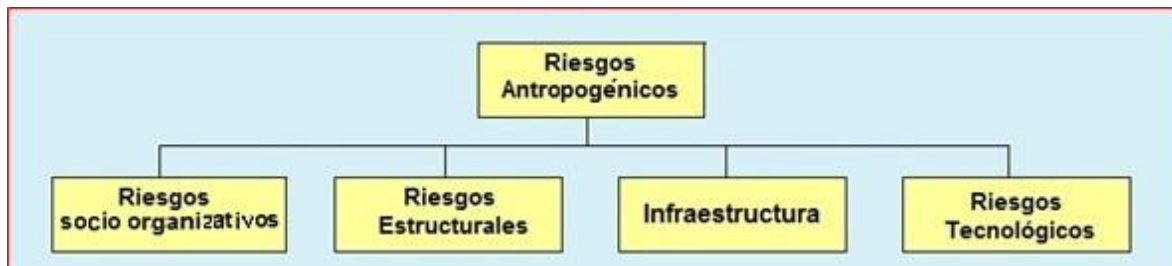 Riesgos
Antropogénicos
Riesgos
socio organizativos
Riesgos
Estructurales
Infraestructura
Riesgos
Tecnológicos